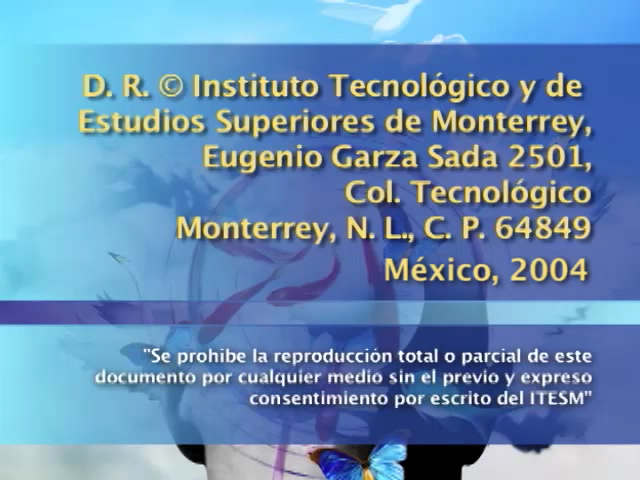 D. R. © Instituto Tecnológico y de
Estudios Superiores de Monterrey,
Eugenio Garza Sada 2501,
Col. Tecnológico
Monterrey, N. L., C. P. 64849
México, 2004
"Se prohibe la reproducción total o parcial de este
documento por cualquier medio sin el previo y expreso
consentimiento por escrito del ITESM"